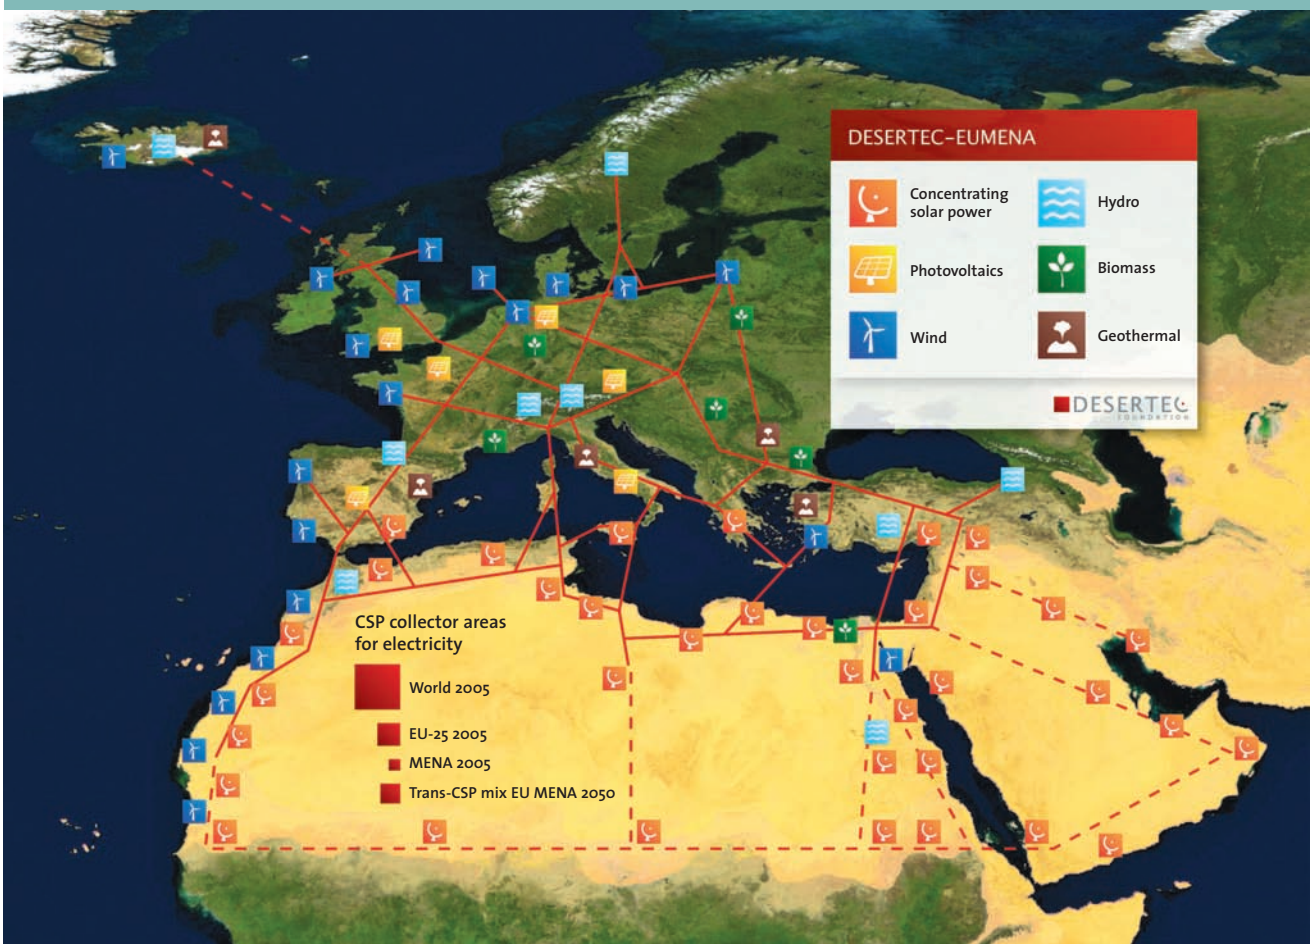 DESERTEC–EUMENA
Concentrating
solar power
Hydro
Photovoltaics
Biomass
Wind
Geothermal
DESERTEC
FOUNDATION
CSP collector areas
for electricity
World 2005
EU-25 2005
MENA 2005
Trans-CSP mix EU MENA 2050